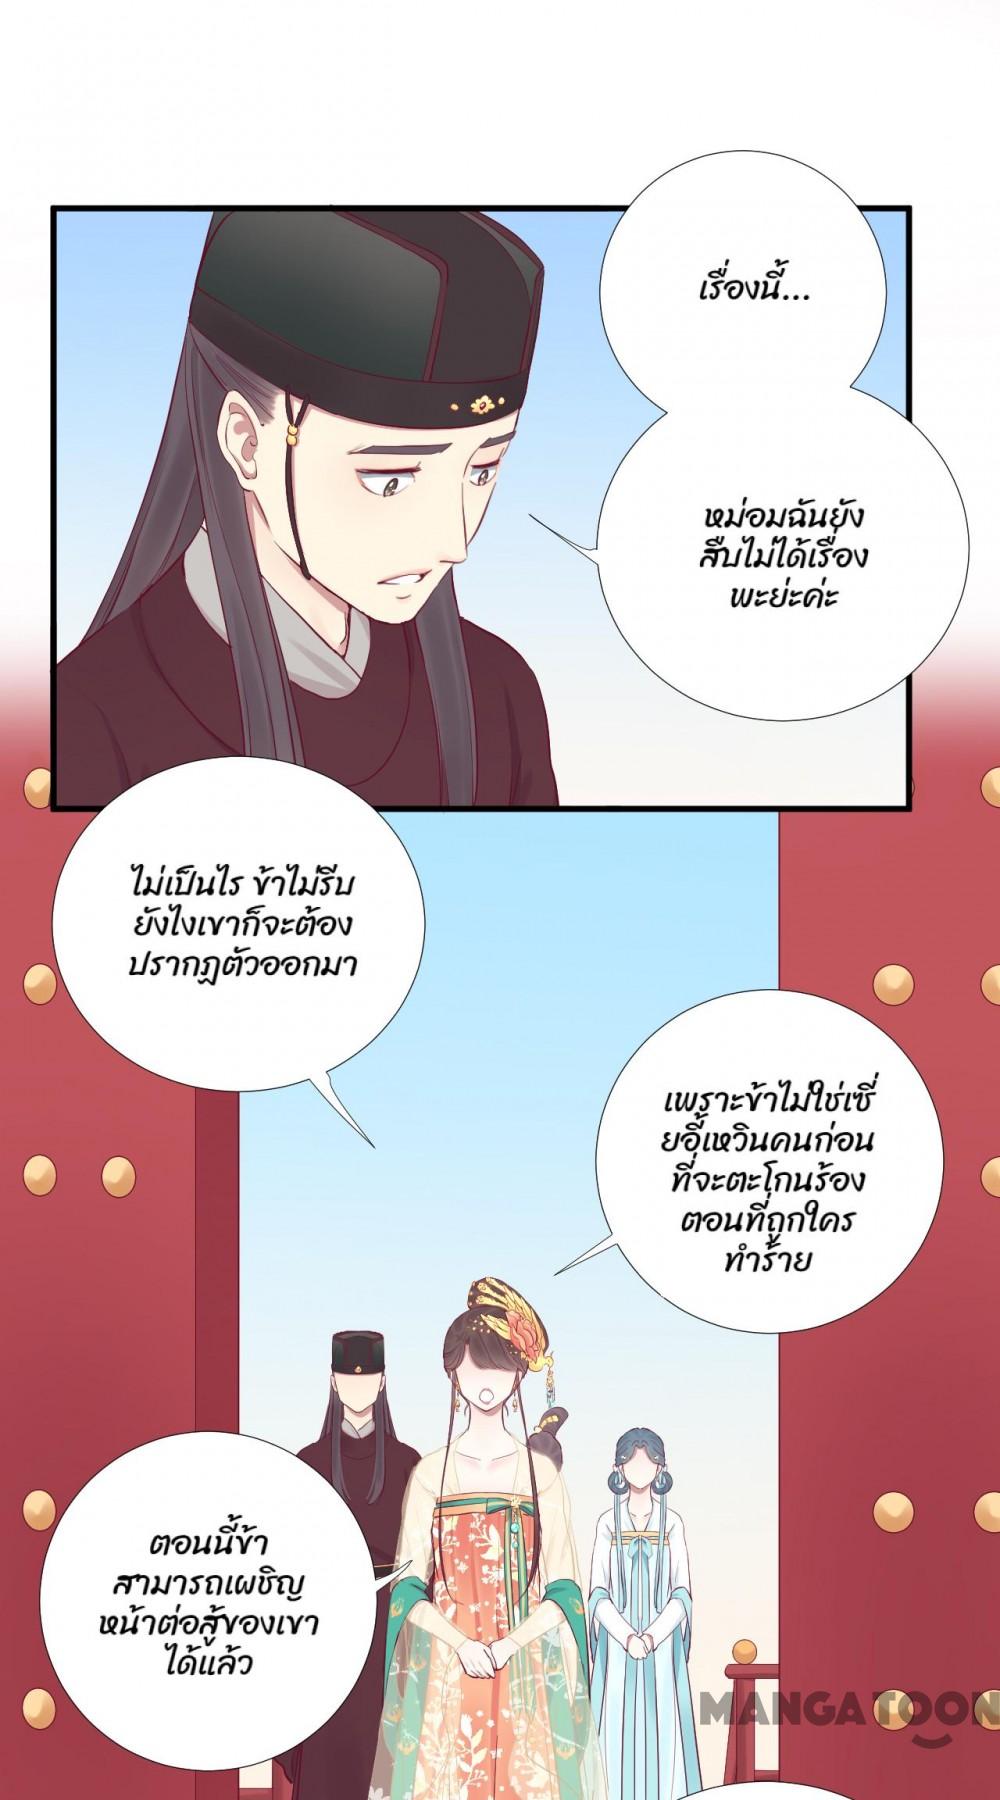 เรื่องนี้...
หม่อมฉันยัง
สืบไม่ได้เรื่อง
พะย่ะค่ะ
ไม่เป็นไร ข้าไม่รีบ
ยังไงเขาก็จะต้อง
ปรากฏตัวออกมา
เพราะข้าไม่ใช่เซี่
ยอี้เหวินคนก่อน
ที่จะตะโกนร้อง
ตอนที่ถูกใคร
ทำร้าย
ตอนนี้ข้า
สามารถเผชิญ
หน้าต่อสู้ของเขา
ได้แล้ว
MANGATOON